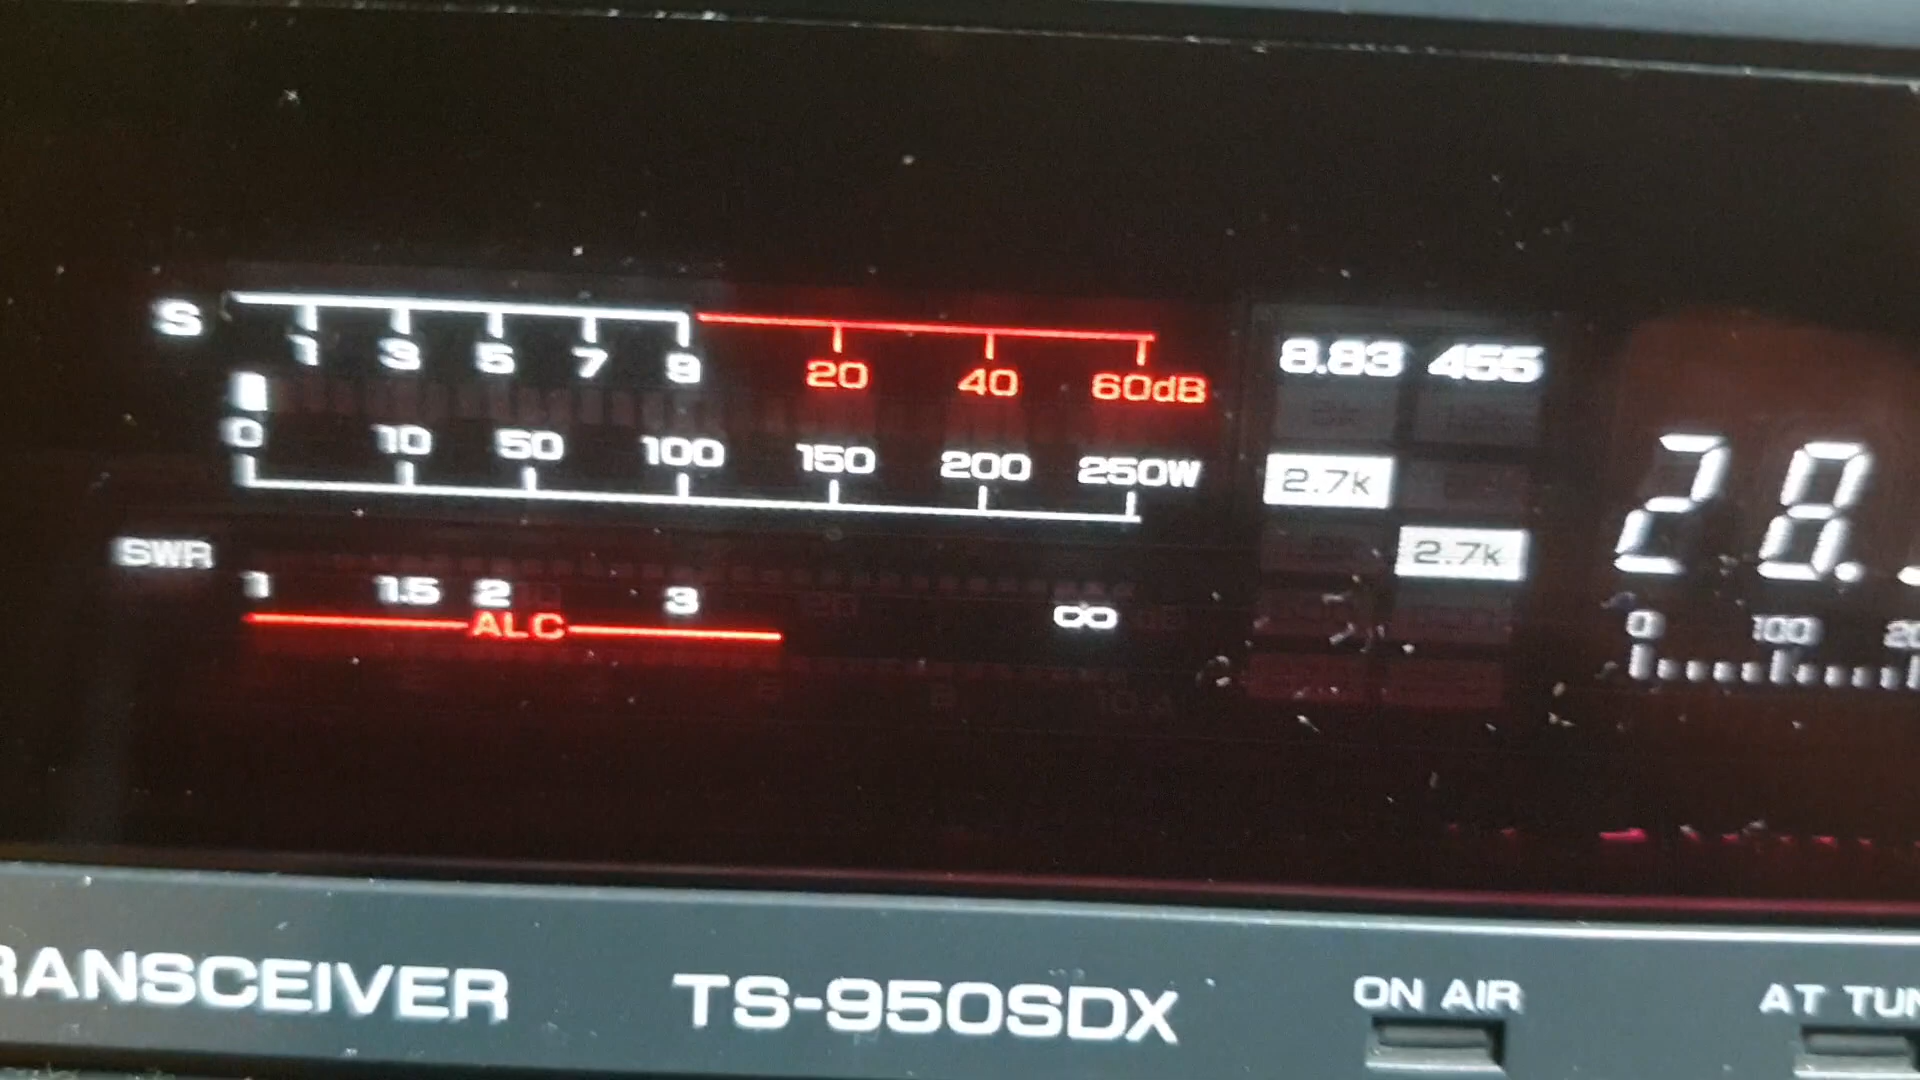 S 1 3 5 7 9 20 40 60dB
0 10 50 100 150 200 250W
SWR 1 1.5 2 3 ∞
ALC
8.83 455
2.7k
2.7k
28.
0 100
RANSCEIVER TS-950SDX
ON AIR
AT TUN